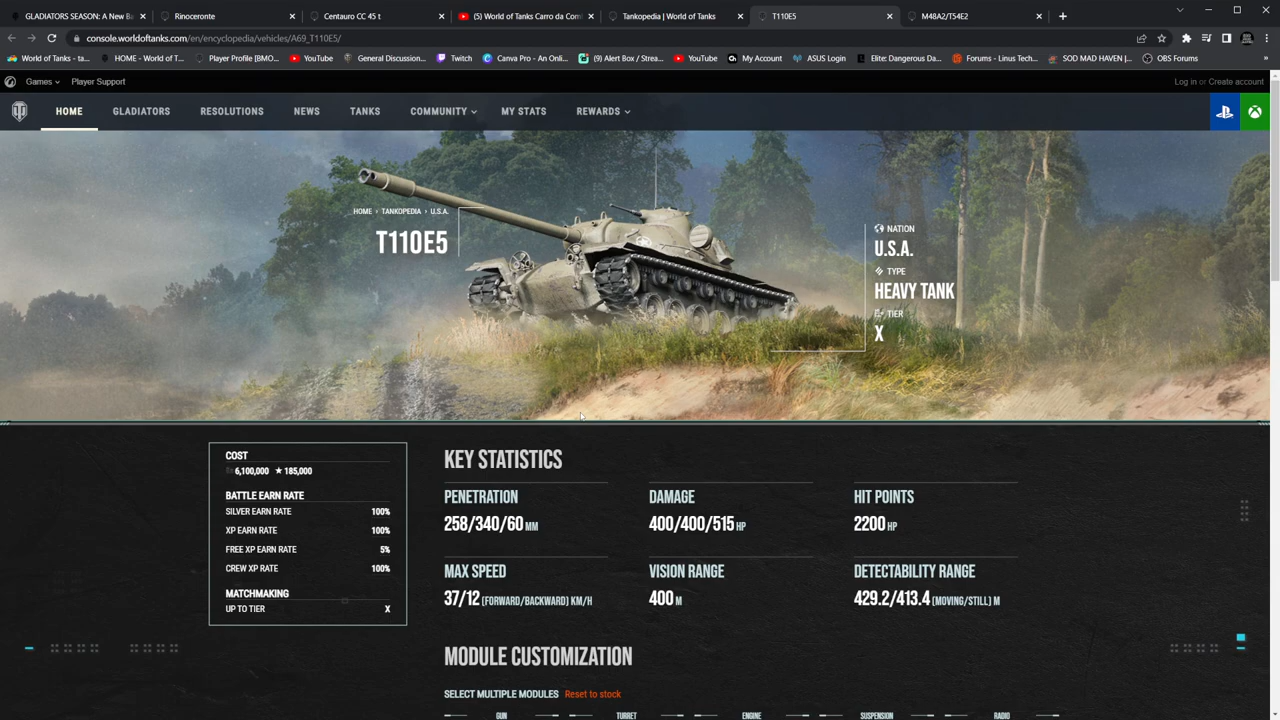 GLADIATORS SEASON: A New Ba
Rinoceronte
Centauro CC 45 t
(5) World of Tanks Carro da Com
Tankopedia | World of Tanks
T110E5
M48A2/T54E2
console.worldoftanks.com/en/encyclopedia/vehicles/A69_T110E5/
World of Tanks - ta...
HOME - World of T...
Player Profile [BMO...
YouTube
General Discussion...
Twitch
Canva Pro - An Onli...
(9) Alert Box / Strea...
YouTube
My Account
ASUS Login
Elite: Dangerous Da...
Forums - Linus Tech...
SOD MAD HAVEN |...
OBS Forums
Games
Player Support
Log in or Create account
HOME GLADIATORS RESOLUTIONS NEWS TANKS COMMUNITY MY STATS REWARDS
HOME › TANKOPEDIA › U.S.A.
T110E5
NATION
U.S.A.
TYPE
HEAVY TANK
TIER
X
COST
6,100,000 185,000
BATTLE EARN RATE
SILVER EARN RATE 100%
XP EARN RATE 100%
FREE XP EARN RATE 5%
CREW XP RATE 100%
MATCHMAKING
UP TO TIER X
KEY STATISTICS
PENETRATION
258/340/60 MM
DAMAGE
400/400/515 HP
HIT POINTS
2200 HP
MAX SPEED
37/12 (FORWARD/BACKWARD) KM/H
VISION RANGE
400 M
DETECTABILITY RANGE
429.2/413.4 (MOVING/STILL) M
MODULE CUSTOMIZATION
SELECT MULTIPLE MODULES Reset to stock
GUN TURRET ENGINE SUSPENSION RADIO